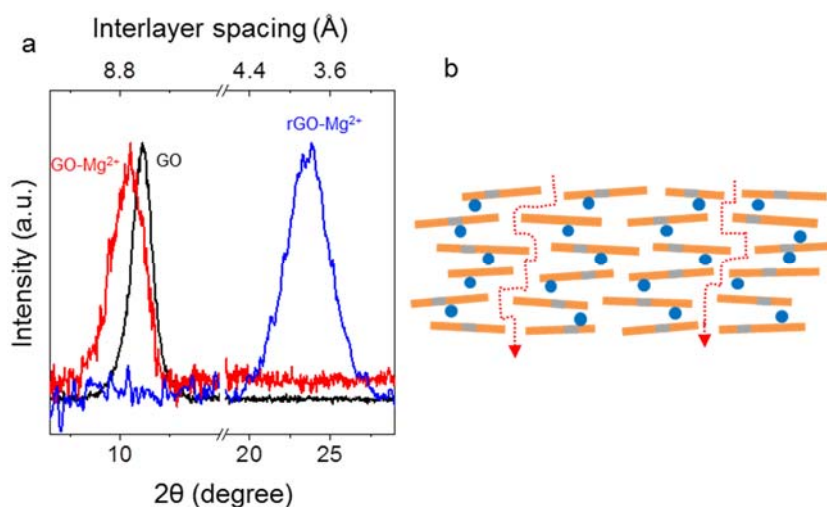 a
Interlayer spacing (Å)
8.8 4.4 3.6
GO-Mg²⁺ GO rGO-Mg²⁺
Intensity (a.u.)
10 20 25
2θ (degree)
b